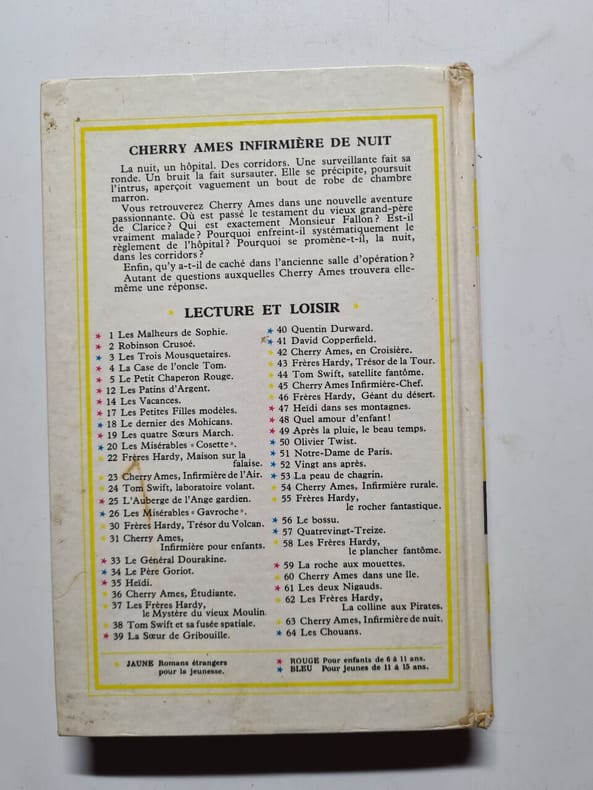 CHERRY AMES INFIRMIÈRE DE NUIT
La nuit, un hôpital. Des corridors. Une surveillante fait sa
ronde. Un bruit la fait sursauter. Elle se précipite, poursuit
l'intrus, aperçoit vaguement un bout de robe de chambre
marron.
Vous retrouverez Cherry Ames dans une nouvelle aventure
passionnante. Où est passé le testament du vieux grand-père
de Clarice? Qui est exactement Monsieur Fallon? Est-il
vraiment malade? Pourquoi enfreint-il systématiquement le
règlement de l'hôpital? Pourquoi se promène-t-il, la nuit,
dans les corridors?
Enfin, qu'y a-t-il de caché dans l'ancienne salle d'opération?
Autant de questions auxquelles Cherry Ames trouvera elle-
même une réponse.
LECTURE ET LOISIR
1 Les Malheurs de Sophie.
2 Robinson Crusoé.
3 Les Trois Mousquetaires.
4 La Case de l'oncle Tom.
5 Le Petit Chaperon Rouge.
12 Les Patins d'Argent.
14 Les Vacances.
17 Les Petites Filles modèles.
18 Le dernier des Mohicans.
19 Les quatre Sœurs March.
20 Les Misérables «Cosette».
22 Frères Hardy, Maison sur la
falaise.
23 Cherry Ames, Infirmière de l'Air.
24 Tom Swift, laboratoire volant.
25 L'Auberge de l'Ange gardien.
26 Les Misérables «Gavroche».
30 Frères Hardy, Trésor du Volcan.
31 Cherry Ames,
Infirmière pour enfants.
33 Le Général Dourakine.
34 Le Père Goriot.
35 Heïdi.
36 Cherry Ames, Étudiante.
37 Les Frères Hardy,
le Mystère du vieux Moulin.
38 Tom Swift et sa fusée spatiale.
39 La Sœur de Gribouille.
40 Quentin Durward.
41 David Copperfield.
42 Cherry Ames, en Croisière.
43 Frères Hardy, Trésor de la Tour.
44 Tom Swift, satellite fantôme.
45 Cherry Ames Infirmière-Chef.
46 Frères Hardy, Géant du désert.
47 Heïdi dans ses montagnes.
48 Quel amour d'enfant!
49 Après la pluie, le beau temps.
50 Olivier Twist.
51 Notre-Dame de Paris.
52 Vingt ans après.
53 La peau de chagrin.
54 Cherry Ames, Infirmière rurale.
55 Frères Hardy,
le rocher fantastique.
56 Le bossu.
57 Quatrevingt-Treize.
58 Les Frères Hardy,
le plancher fantôme.
59 La roche aux mouettes.
60 Cherry Ames dans une île.
61 Les deux Nigauds.
62 Les Frères Hardy,
La colline aux Pirates.
63 Cherry Ames, Infirmière de nuit.
64 Les Chouans.
JAUNE Romans étrangers
pour la jeunesse.
ROUGE Pour enfants de 6 à 11 ans.
BLEU Pour jeunes de 11 à 15 ans.